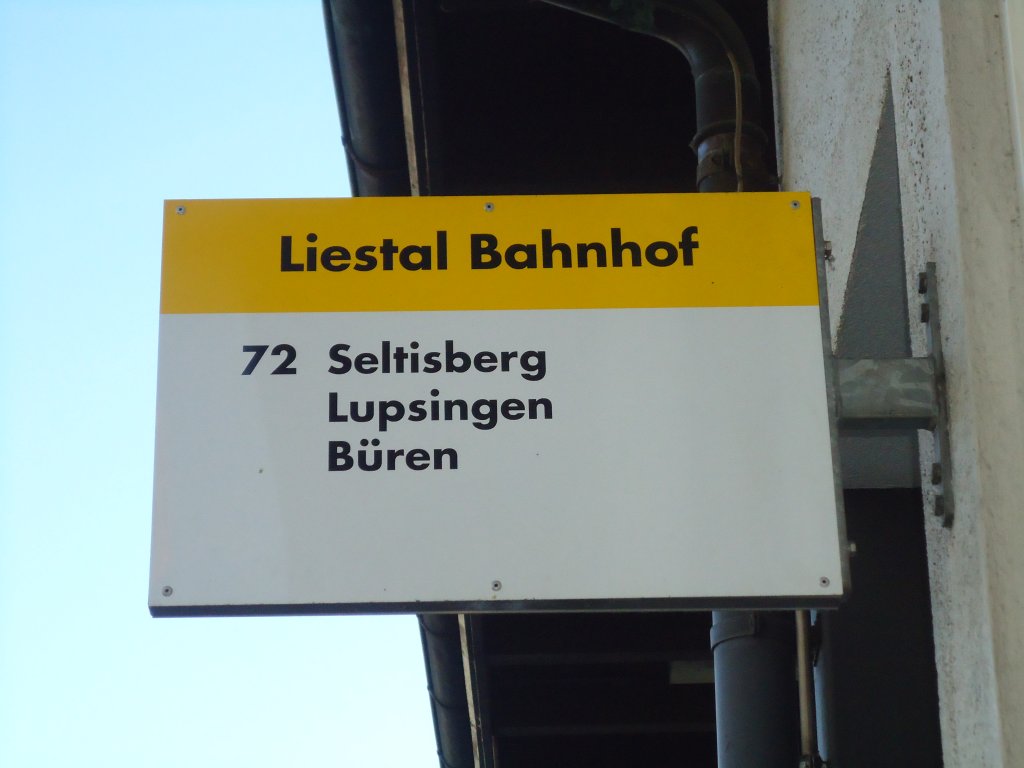 Liestal Bahnhof
72 Seltisberg
Lupsingen
Büren